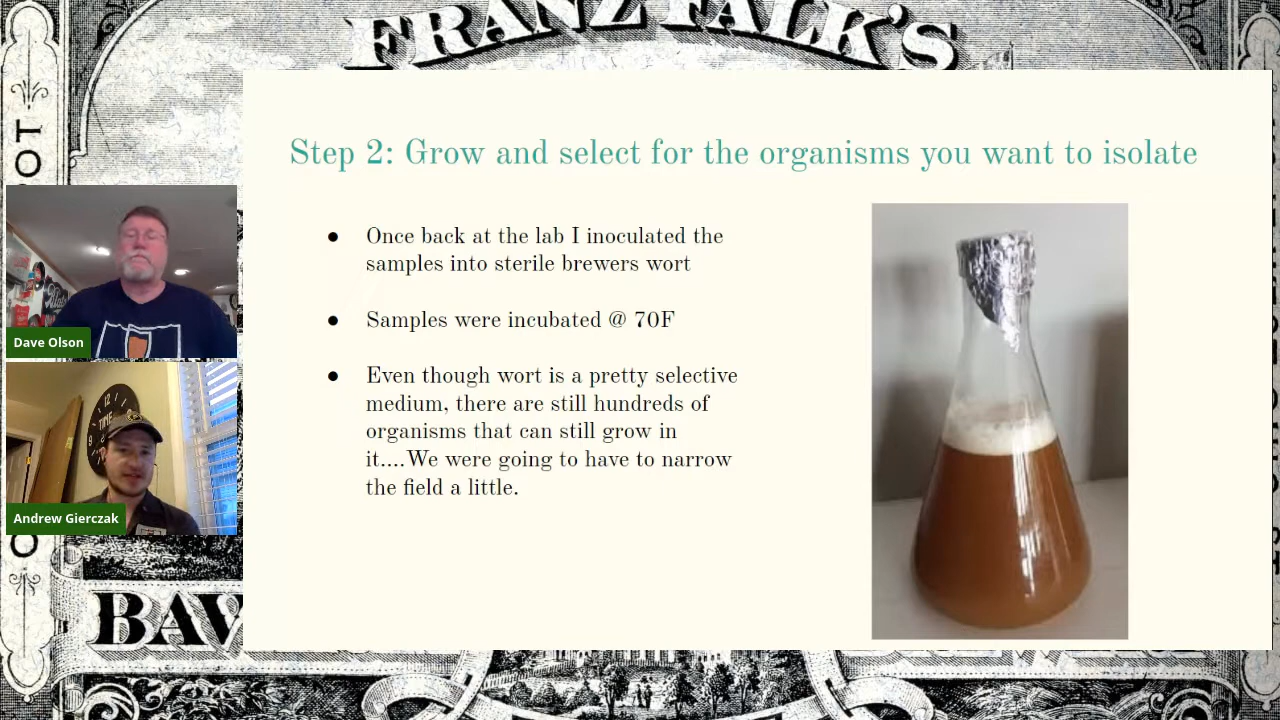 FRANZ FALK'S
Step 2: Grow and select for the organisms you want to isolate
● Once back at the lab I inoculated the
samples into sterile brewers wort
● Samples were incubated @ 70F
● Even though wort is a pretty selective
medium, there are still hundreds of
organisms that can still grow in
it....We were going to have to narrow
the field a little.
Dave Olson
12
TIME
9
Andrew Gierczak
BAV